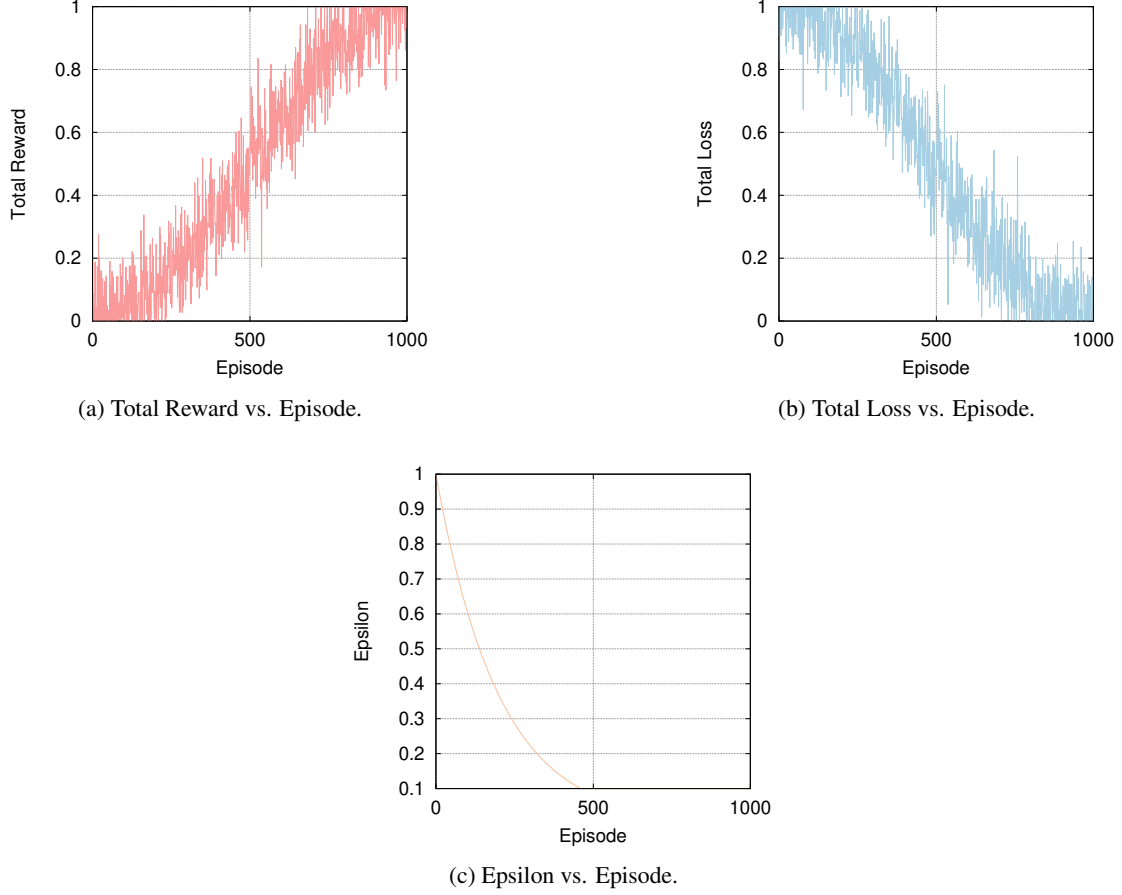 1
0.8
0.6
0.4
0.2
0
0 500 1000
Total Reward
Episode
(a) Total Reward vs. Episode.
1
0.8
0.6
0.4
0.2
0
0 500 1000
Total Loss
Episode
(b) Total Loss vs. Episode.
1
0.9
0.8
0.7
0.6
0.5
0.4
0.3
0.2
0.1
0 500 1000
Epsilon
Episode
(c) Epsilon vs. Episode.